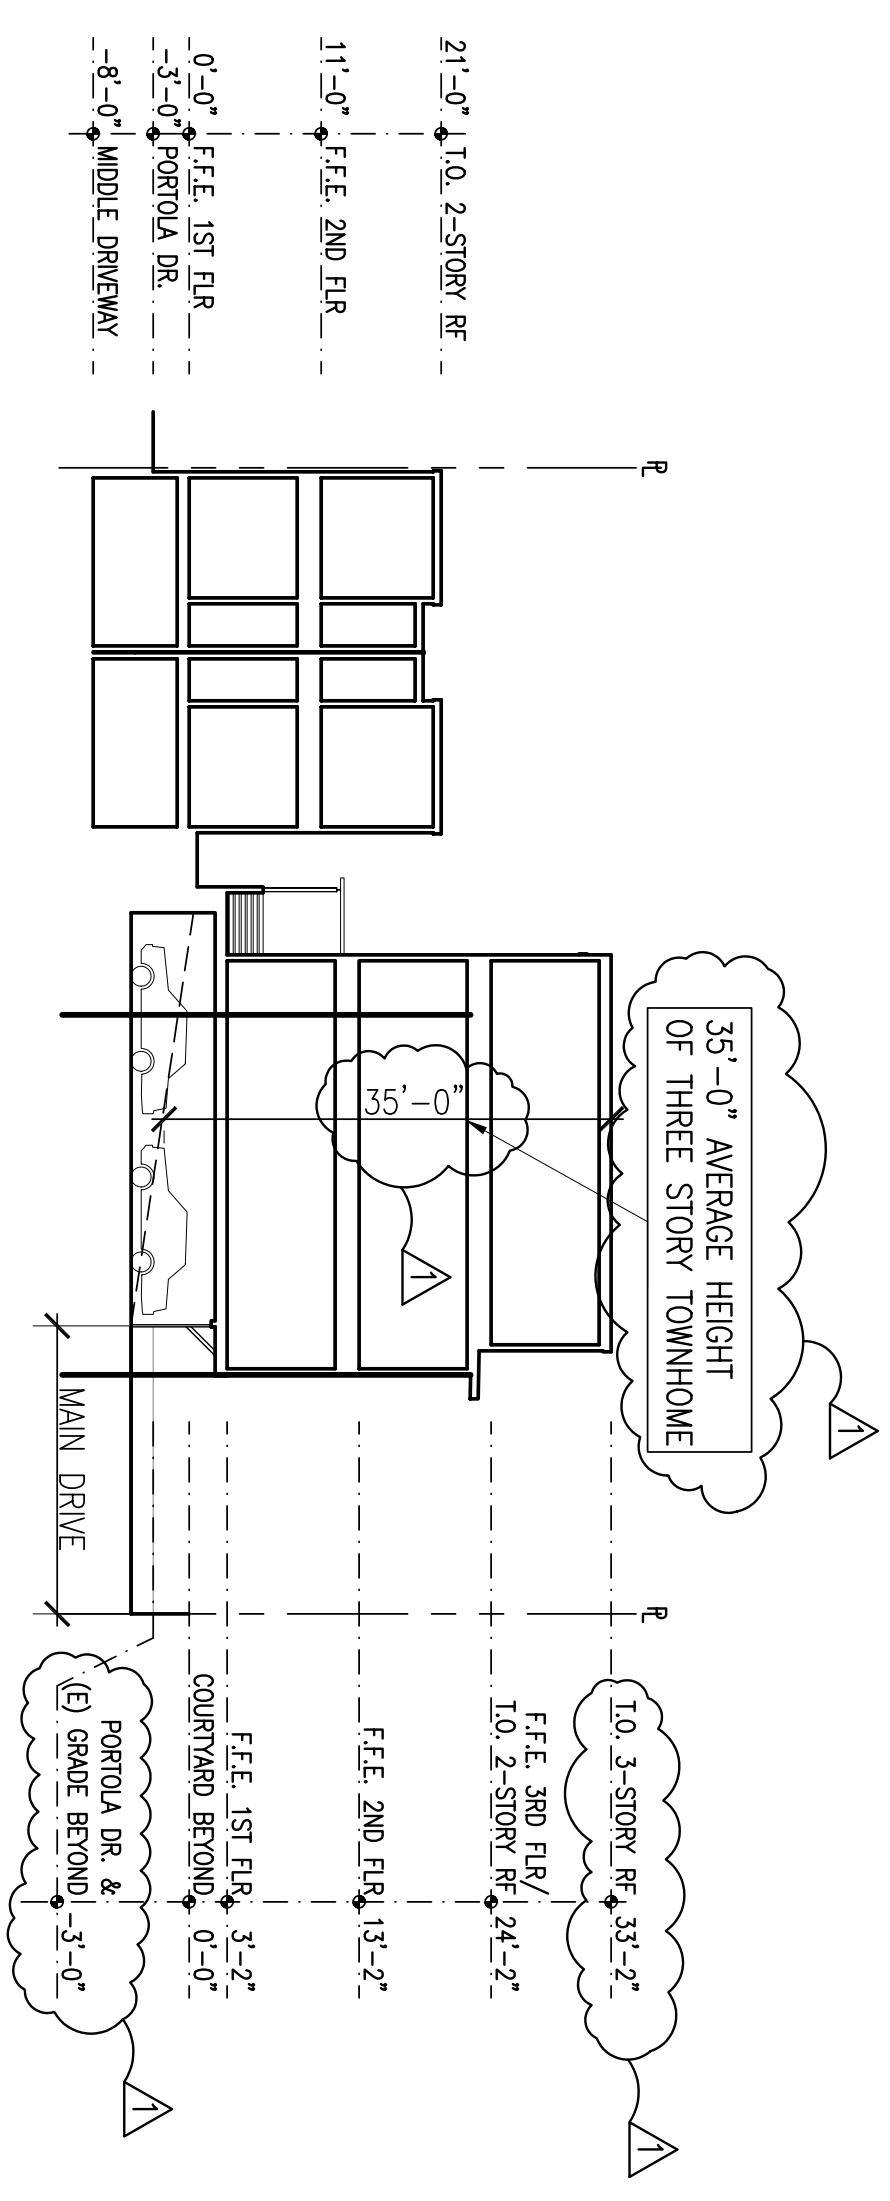 35'-0" AVERAGE HEIGHT
OF THREE STORY TOWNHOME
1
℄
℄
21'-0" T.O. 2-STORY RF
11'-0" F.F.E. 2ND FLR
0'-0" F.F.E. 1ST FLR
-3'-0" PORTOLA DR.
-8'-0" MIDDLE DRIVEWAY
35'-0"
1
MAIN DRIVE
T.O. 3-STORY RF 33'-2"
1
F.F.E. 3RD FLR/
T.O. 2-STORY RF 24'-2"
F.F.E. 2ND FLR 13'-2"
F.F.E. 1ST FLR 3'-2"
COURTYARD BEYOND 0'-0"
PORTOLA DR. &
(E) GRADE BEYOND -3'-0"
1